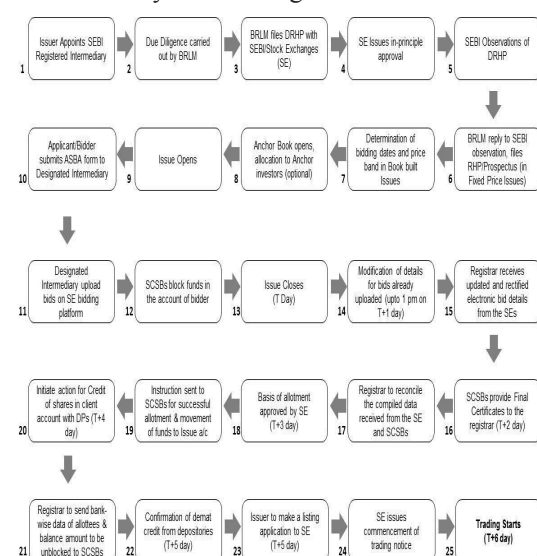 Issuer Appoints SEBI
Registered Intermediary
1
Due Diligence carried
out by BRLM
2
BRLM files DRHP with
SEBI/Stock Exchanges
(SE)
3
SE Issues in-principle
approval
4
SEBI Observations of
DRHP
5
BRLM reply to SEBI
observation, files
RHP/Prospectus (in
Fixed Price Issues)
6
Determination of
bidding dates and price
band in Book built
Issues
7
Anchor Book opens,
allocation to Anchor
investors (optional)
8
Issue Opens
9
Applicant/Bidder
submits ASBA form to
Designated Intermediary
10
Designated
Intermediary upload
bids on SE bidding
platform
11
SCSBs block funds in
the account of bidder
12
Issue Closes
(T Day)
13
Modification of details
for bids already
uploaded (upto 1 pm on
T+1 day)
14
Registrar receives
updated and rectified
electronic bid details
from the SEs
15
SCSBs provide Final
Certificates to the
registrar (T+2 day)
16
Registrar to reconcile
the compiled data
received from the SE
and SCSBs
17
Basis of allotment
approved by SE
(T+3 day)
18
Instruction sent to
SCSBs for successful
allotment & movement
of funds to Issue a/c
19
Initiate action for Credit
of shares in client
account with DPs (T+4
day)
20
Registrar to send bank-
wise data of allottees &
balance amount to be
unblocked to SCSBs
21
Confirmation of demat
credit from depositories
(T+5 day)
22
Issuer to make a listing
application to SE
(T+5 day)
23
SE issues
commencement of
trading notice
24
Trading Starts
(T+6 day)
25